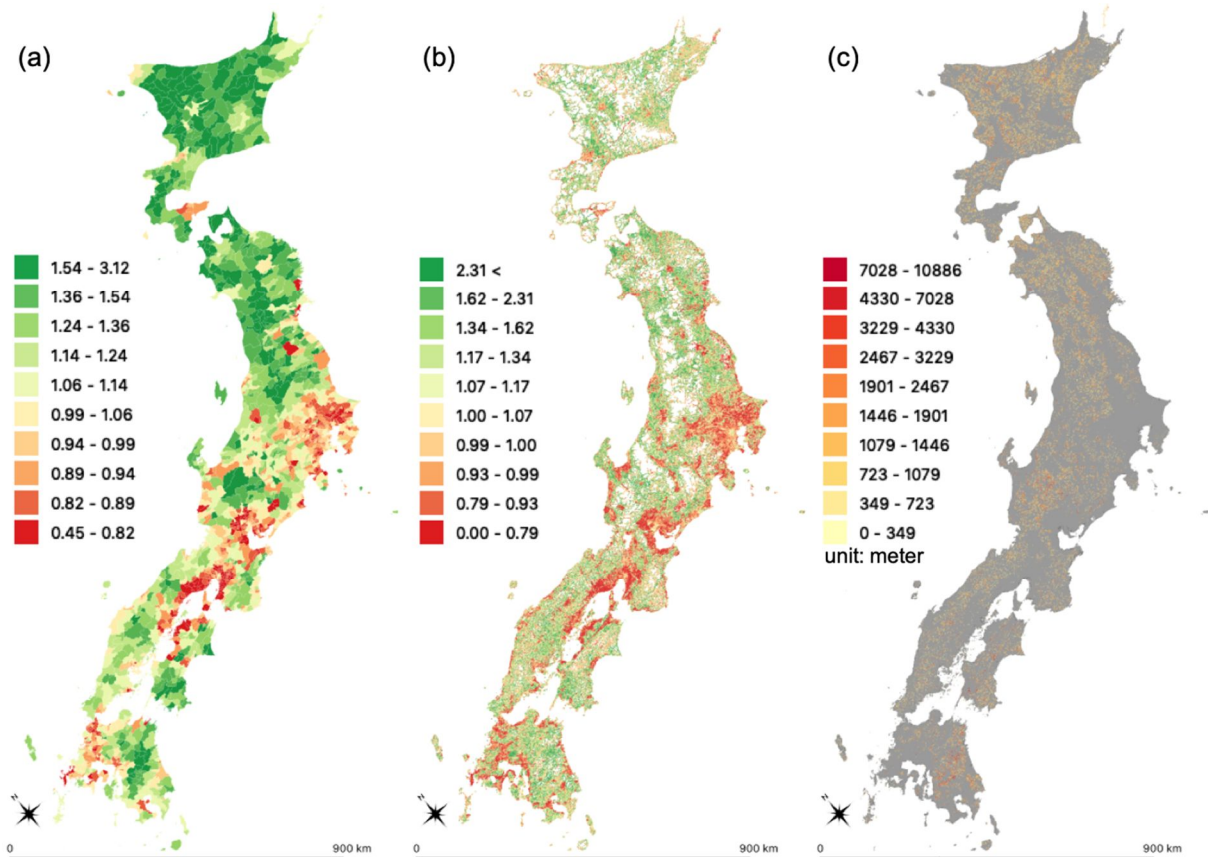 (a)
1.54 - 3.12
1.36 - 1.54
1.24 - 1.36
1.14 - 1.24
1.06 - 1.14
0.99 - 1.06
0.94 - 0.99
0.89 - 0.94
0.82 - 0.89
0.45 - 0.82
N
0
900 km
(b)
2.31 <
1.62 - 2.31
1.34 - 1.62
1.17 - 1.34
1.07 - 1.17
1.00 - 1.07
0.99 - 1.00
0.93 - 0.99
0.79 - 0.93
0.00 - 0.79
N
0
900 km
(c)
7028 - 10886
4330 - 7028
3229 - 4330
2467 - 3229
1901 - 2467
1446 - 1901
1079 - 1446
723 - 1079
349 - 723
0 - 349
unit: meter
N
0
900 km